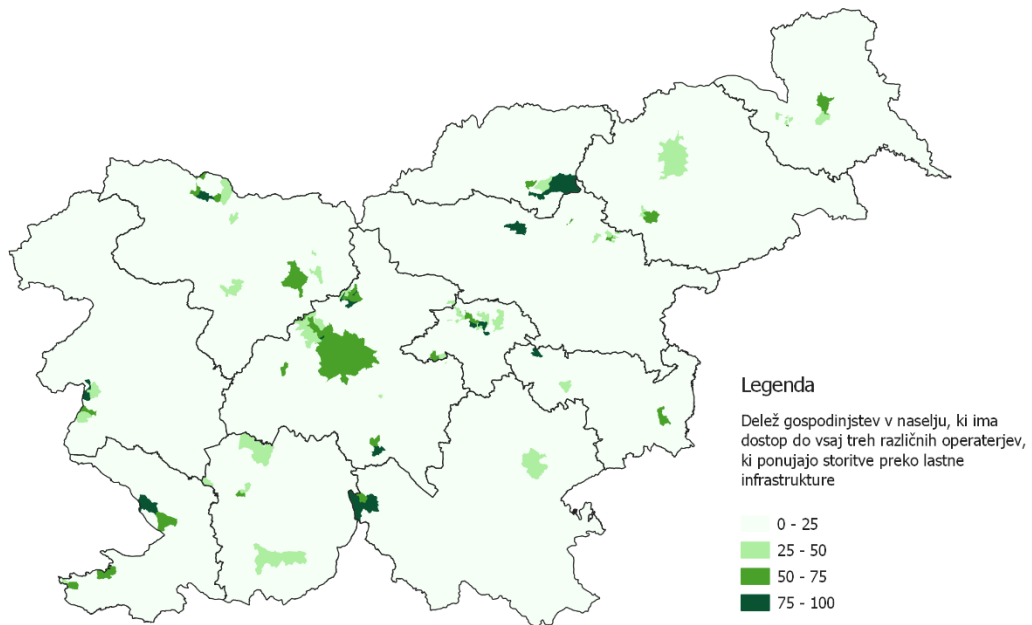 Legenda
Delež gospodinjstev v naselju, ki ima
dostop do vsaj treh različnih operaterjev,
ki ponujajo storitve preko lastne
infrastrukture
0 - 25
25 - 50
50 - 75
75 - 100